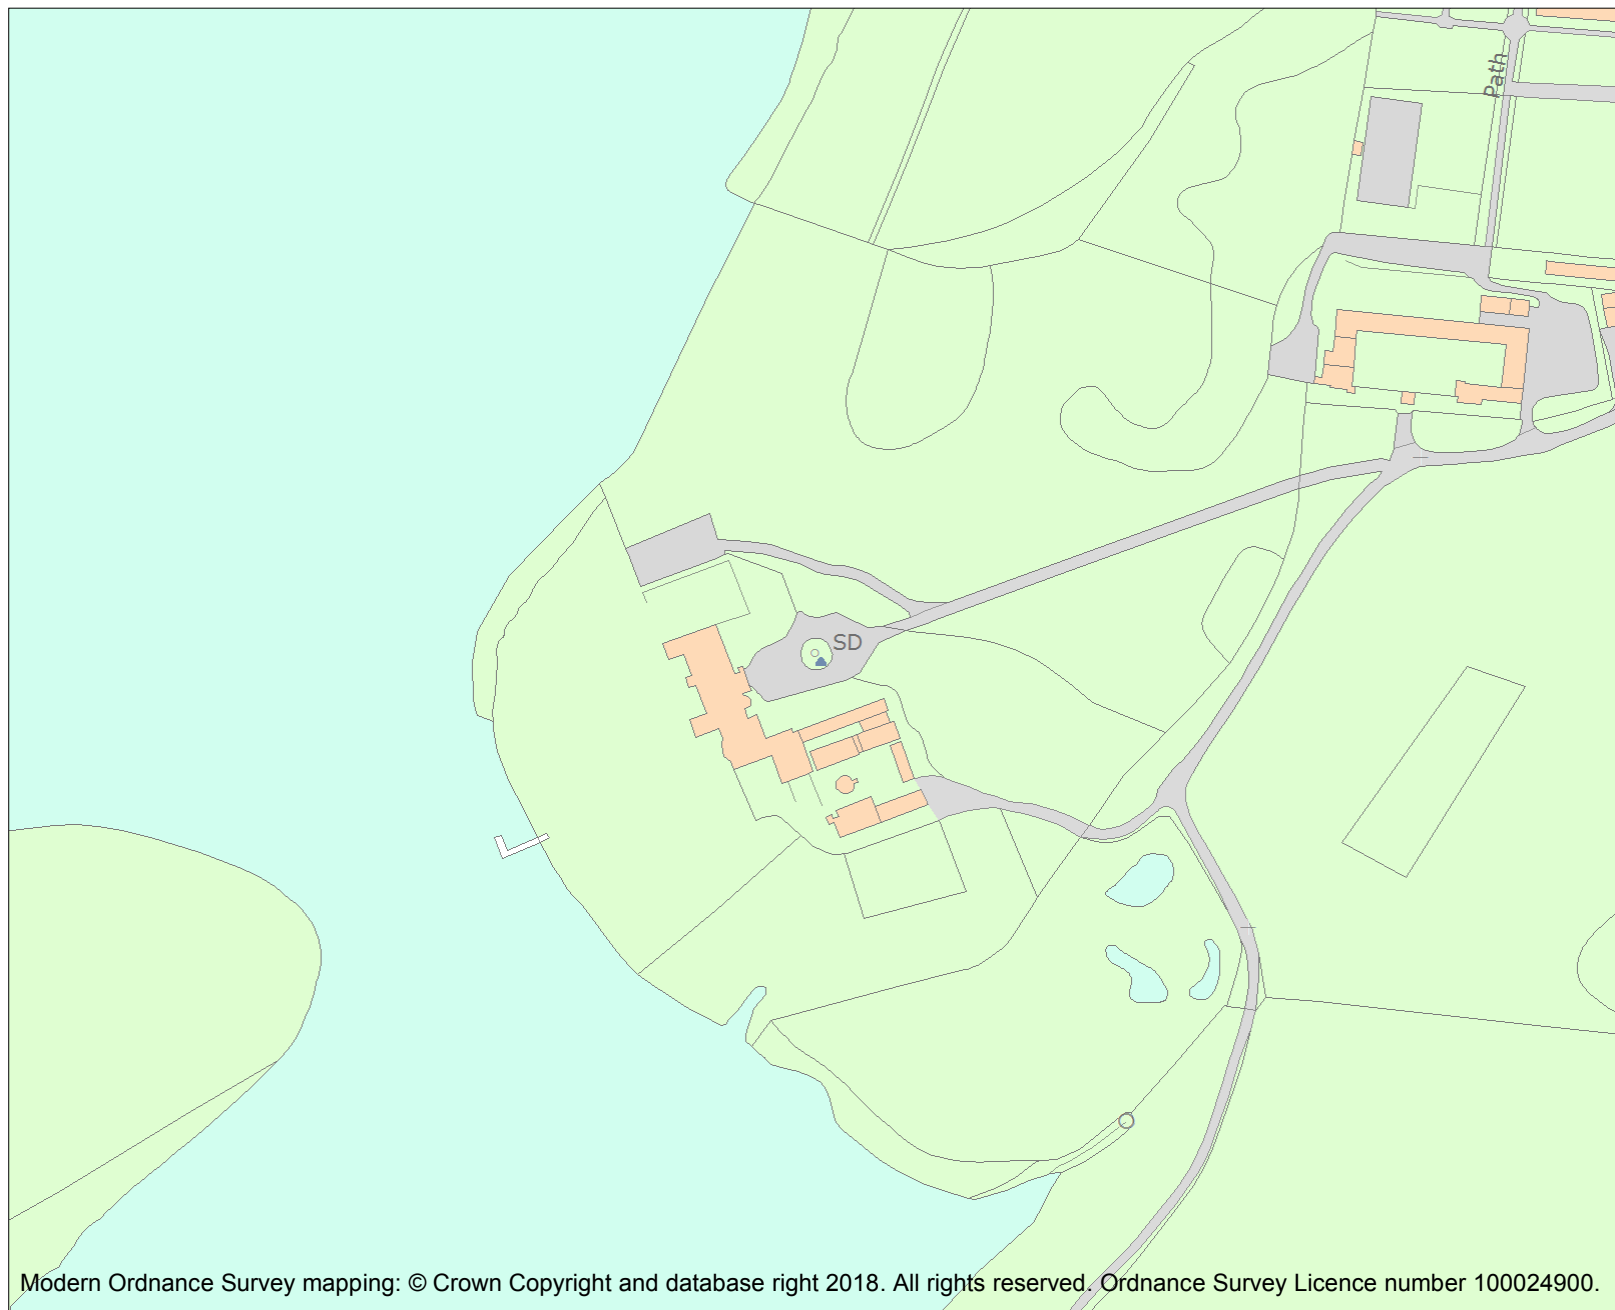 Path
SD
Modern Ordnance Survey mapping: © Crown Copyright and database right 2018. All rights reserved. Ordnance Survey Licence number 100024900.